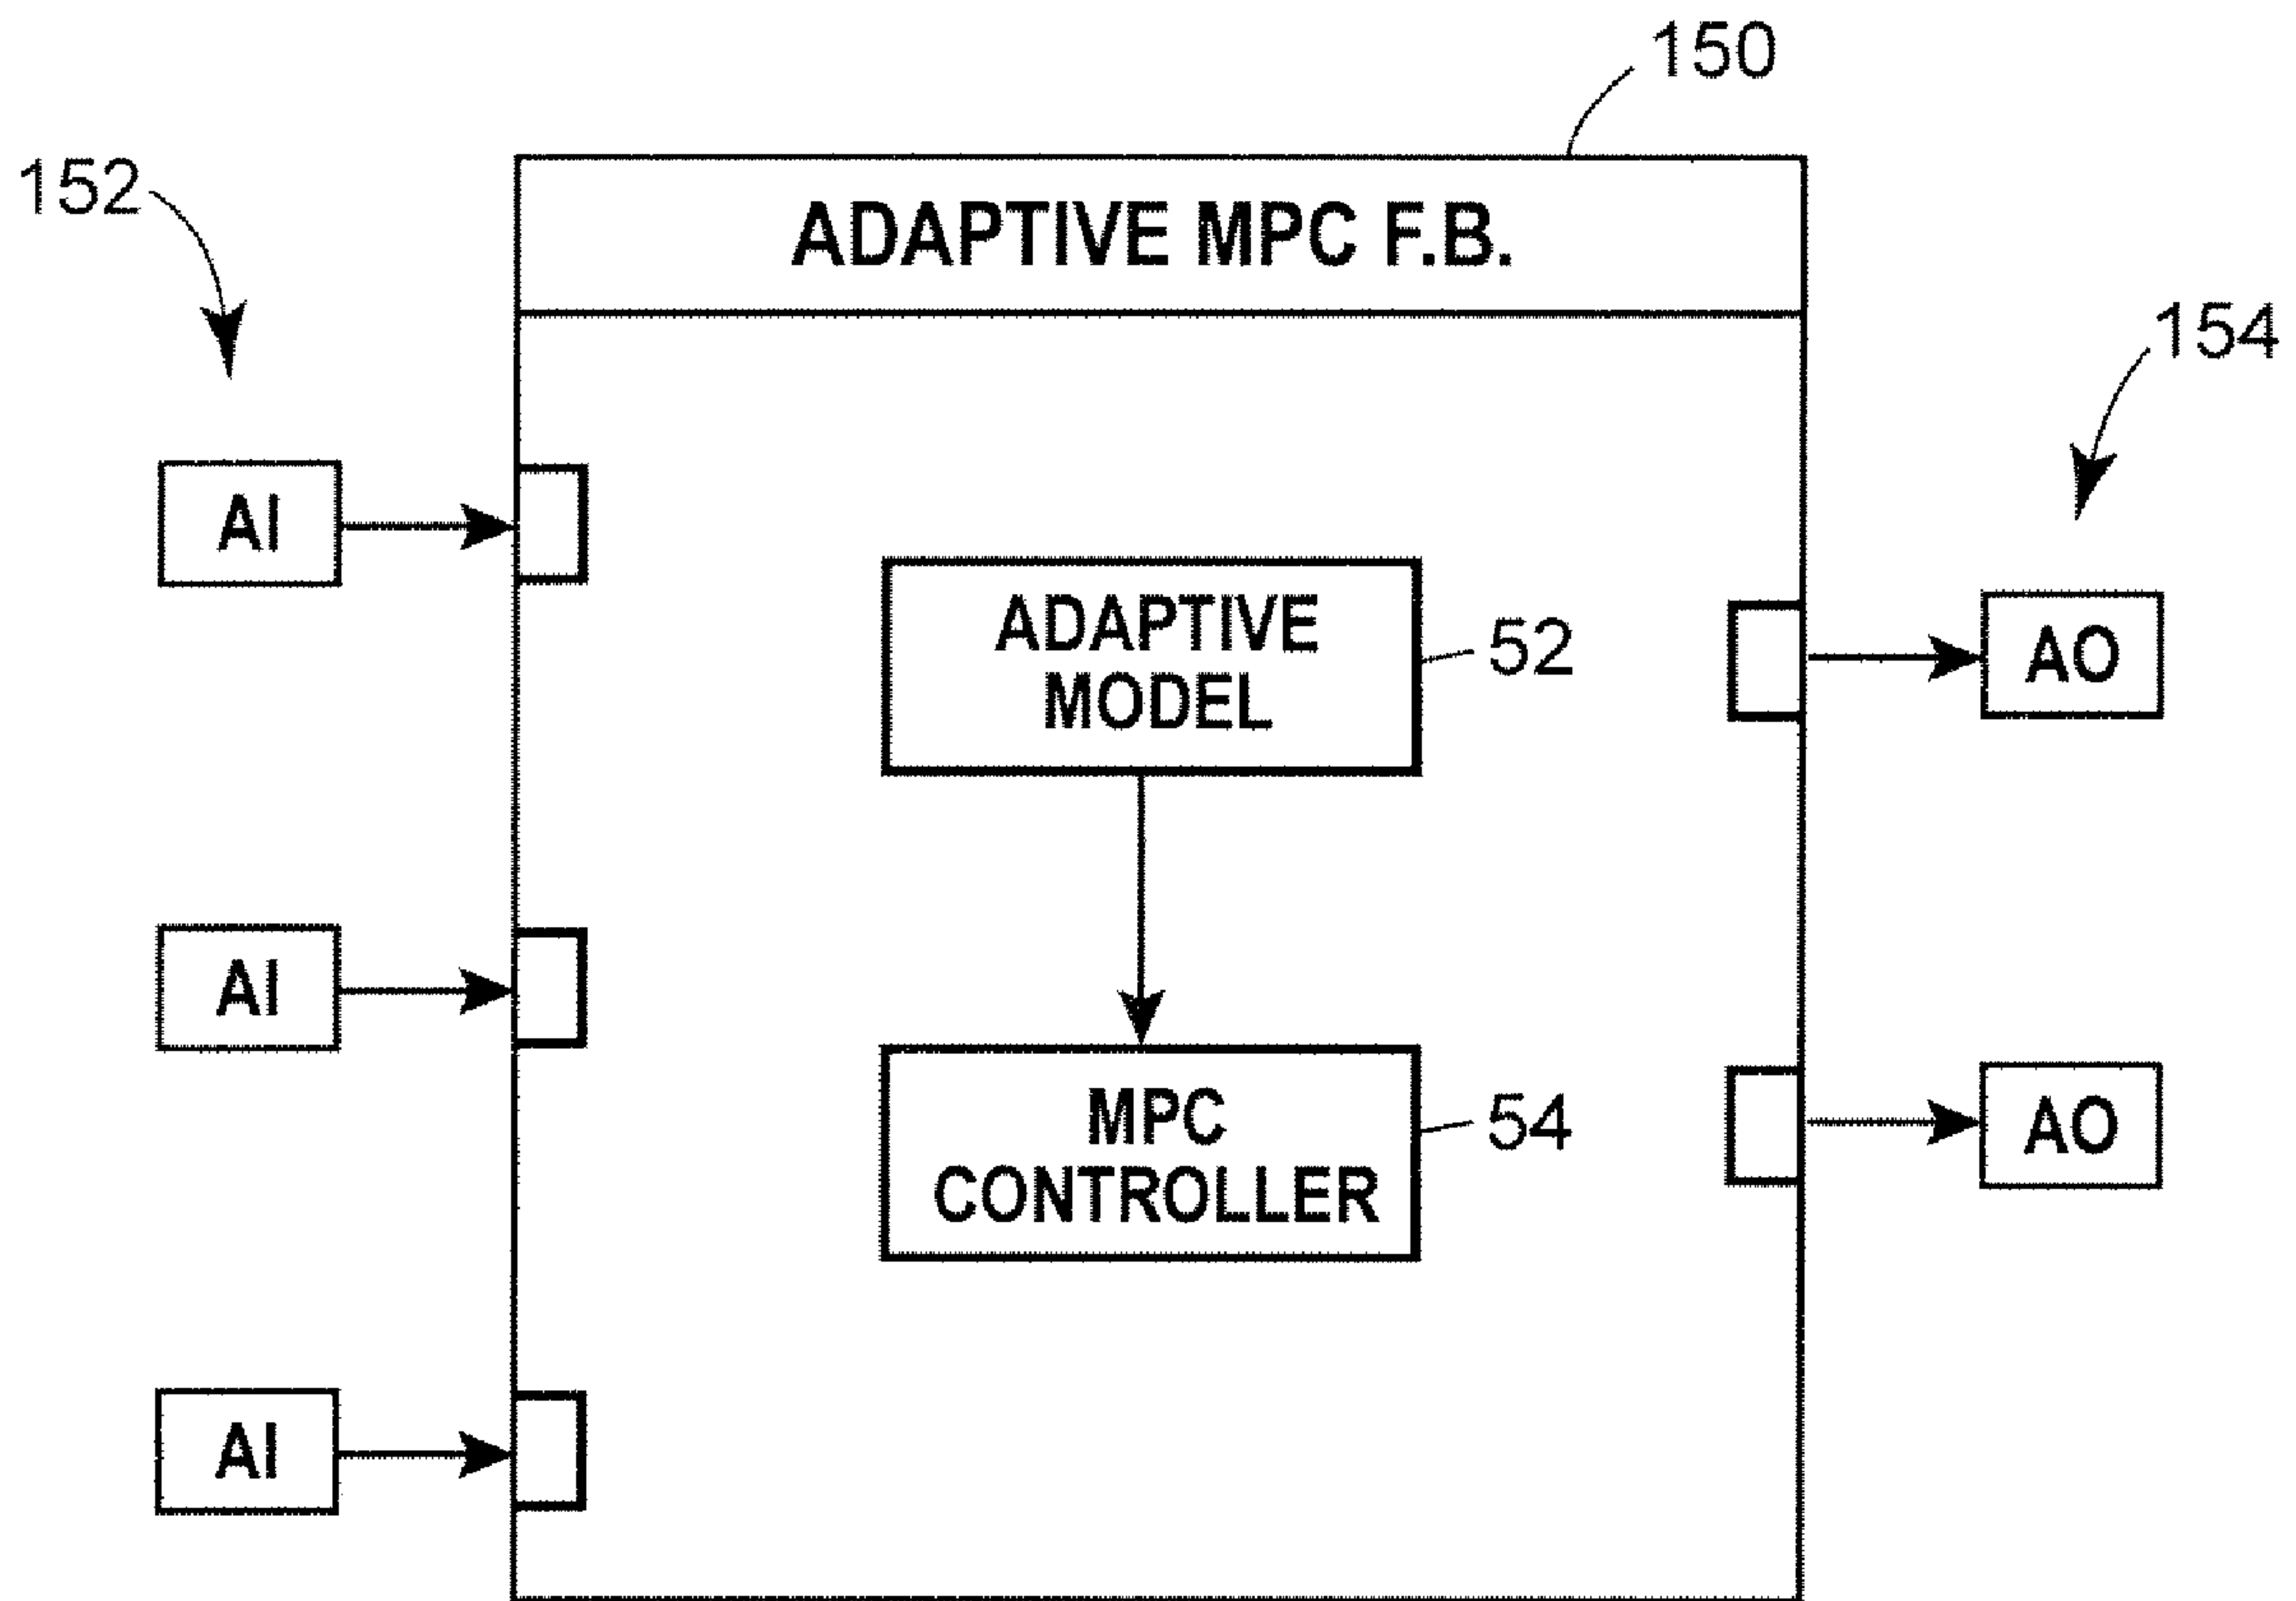 150
152
ADAPTIVE MPC F.B.
154
AI
ADAPTIVE
MODEL
52
AO
AI
MPC
CONTROLLER
54
AO
AI